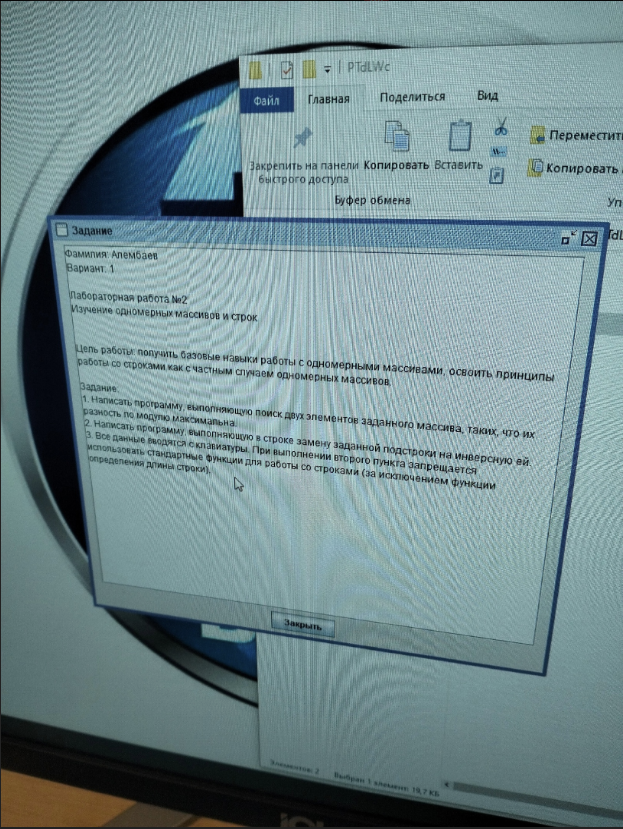 PTdLWc
Файл Главная Поделиться Вид
Закрепить на панели быстрого доступа
Копировать
Вставить
Переместить
Копировать
Буфер обмена
Задание
Фамилия: Алембаев
Вариант: 1
Лабораторная работа №2
Изучение одномерных массивов и строк
Цель работы: получить базовые навыки работы с одномерными массивами, освоить принципы
работы со строками как с частным случаем одномерных массивов.
Задание:
1. Написать программу, выполняющую поиск двух элементов заданного массива, таких, что их
разность по модулю максимальна.
2. Написать программу, выполняющую в строке замену заданной подстроки на инверсную ей.
3. Все данные вводятся с клавиатуры. При выполнении второго пункта запрещается
использовать стандартные функции для работы со строками (за исключением функции
определения длины строки).
Закрыть
Элементов: 2 Выбран 1 элемент: 19,7 КБ